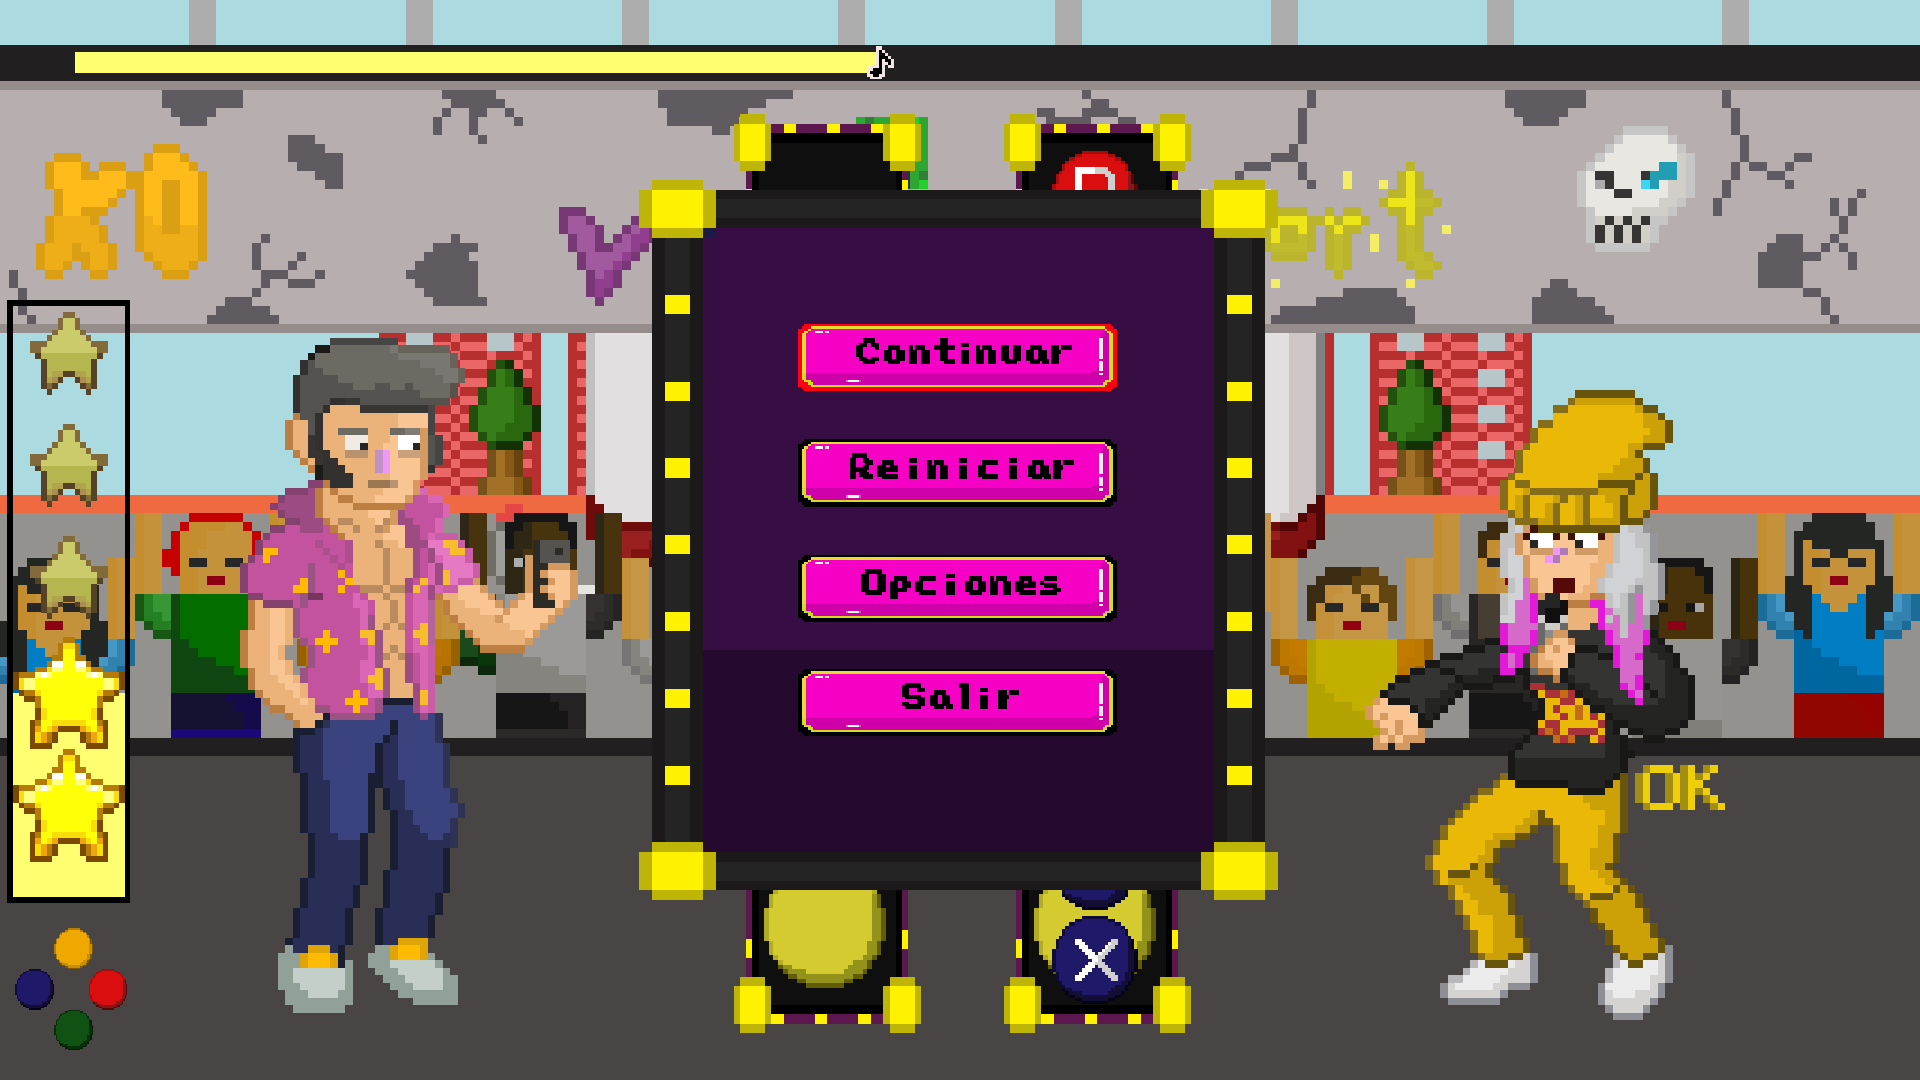 KO
Continuar
Reiniciar
Opciones
Salir
OK